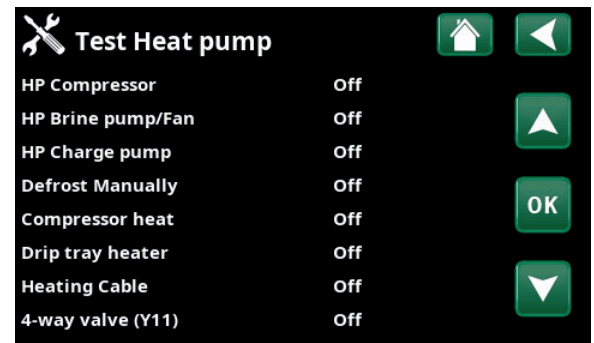 Test Heat pump
HP Compressor Off
HP Brine pump/Fan Off
HP Charge pump Off
Defrost Manually Off
Compressor heat Off
OK
Drip tray heater Off
Heating Cable Off
4-way valve (Y11) Off